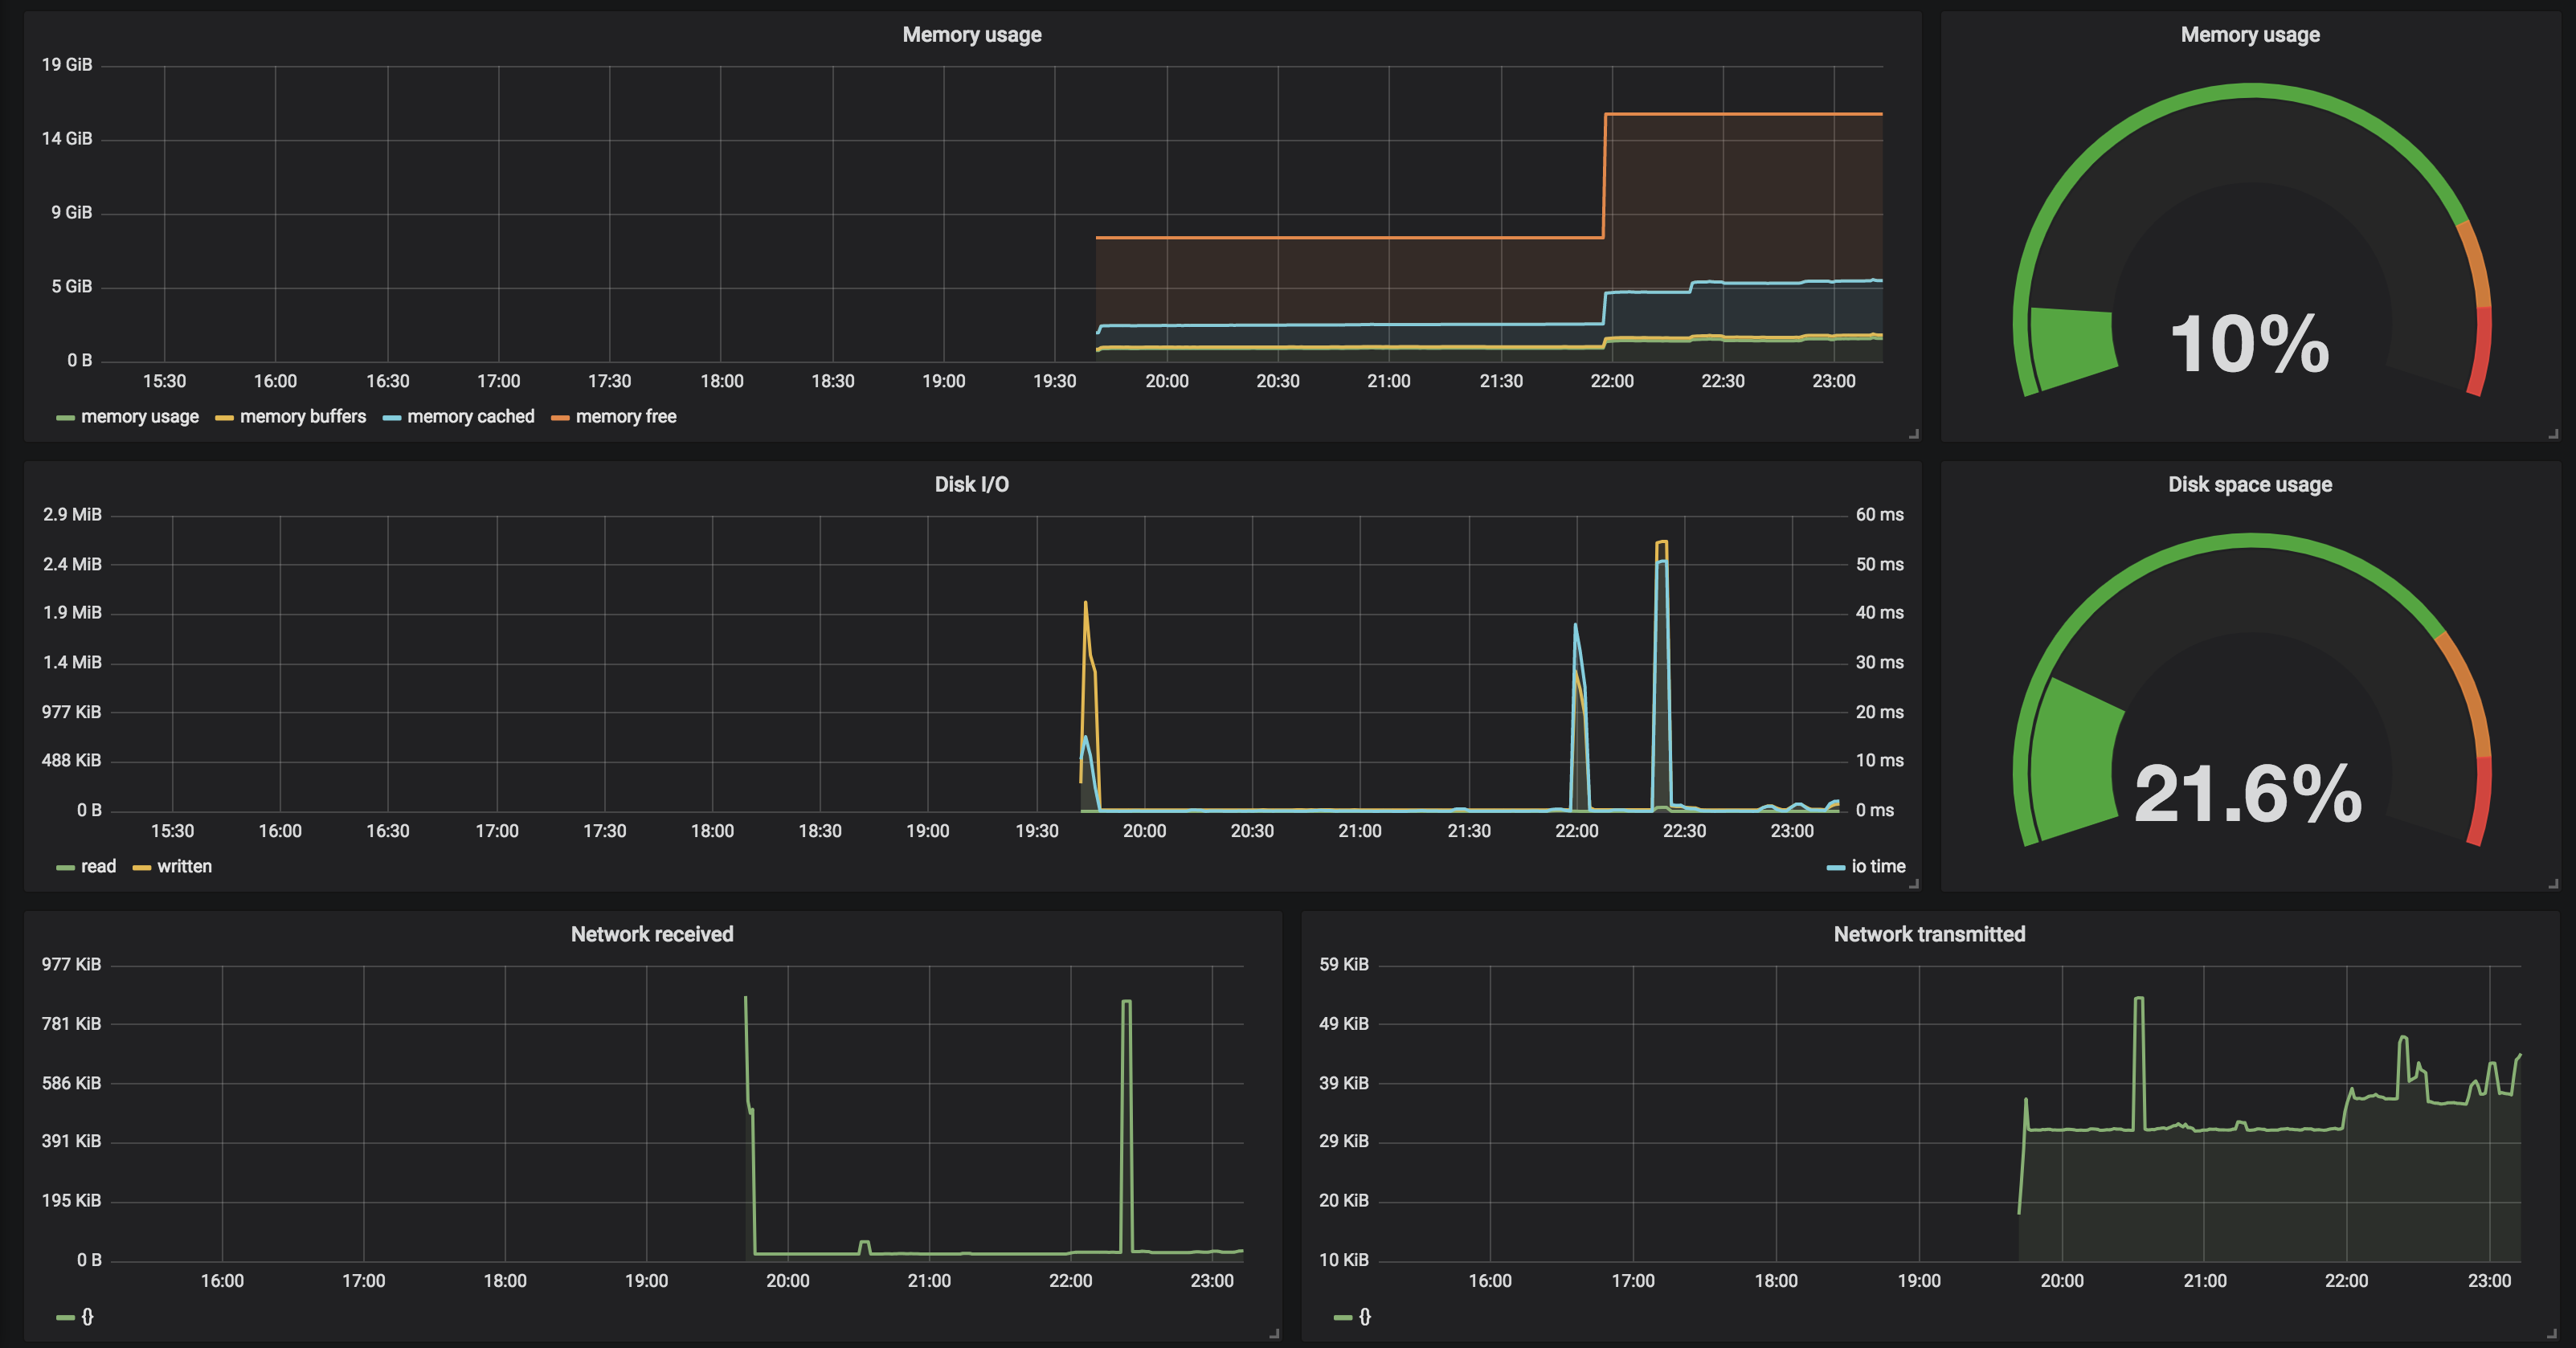 Memory usage
19 GiB
14 GiB
9 GiB
5 GiB
0 B
15:30 16:00 16:30 17:00 17:30 18:00 18:30 19:00 19:30 20:00 20:30 21:00 21:30 22:00 22:30 23:00
memory usage memory buffers memory cached memory free
Memory usage
10%
Disk I/O
2.9 MiB 60 ms
2.4 MiB 50 ms
1.9 MiB 40 ms
1.4 MiB 30 ms
977 KiB 20 ms
488 KiB 10 ms
0 B 0 ms
15:30 16:00 16:30 17:00 17:30 18:00 18:30 19:00 19:30 20:00 20:30 21:00 21:30 22:00 22:30 23:00
read written io time
Disk space usage
21.6%
Network received
977 KiB
781 KiB
586 KiB
391 KiB
195 KiB
0 B
16:00 17:00 18:00 19:00 20:00 21:00 22:00 23:00
{}
Network transmitted
59 KiB
49 KiB
39 KiB
29 KiB
20 KiB
10 KiB
16:00 17:00 18:00 19:00 20:00 21:00 22:00 23:00
{}